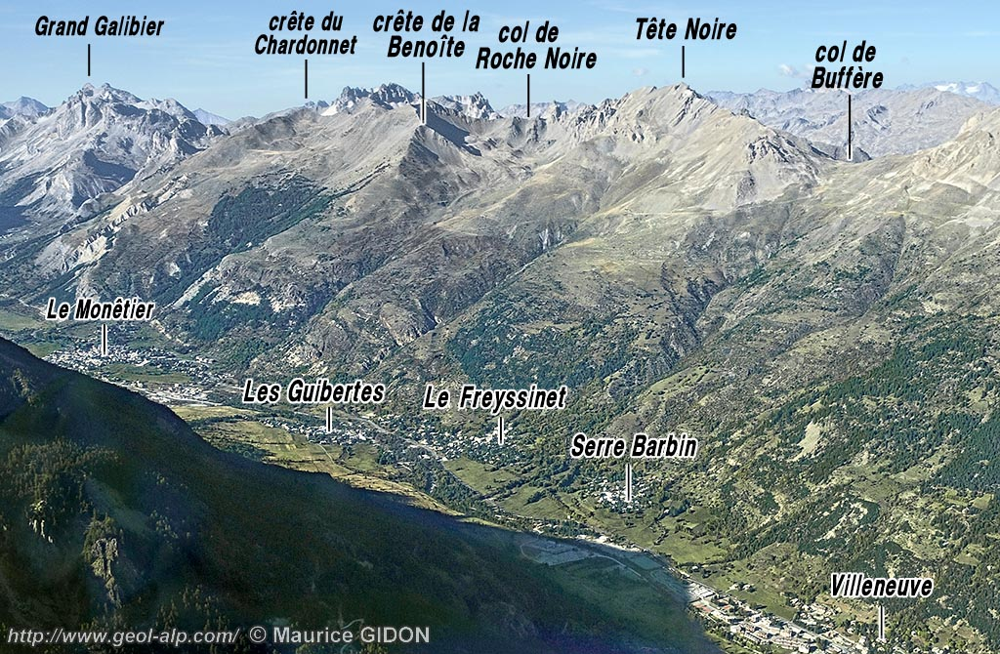 Grand Galibier
crête du
Chardonnet
crête de la
Benoîte
col de
Roche Noire
Tête Noire
col de
Buffère
Le Monêtier
Les Guibertes
Le Freyssinet
Serre Barbin
Villeneuve
http://www.geol-alp.com/ © Maurice GIDON